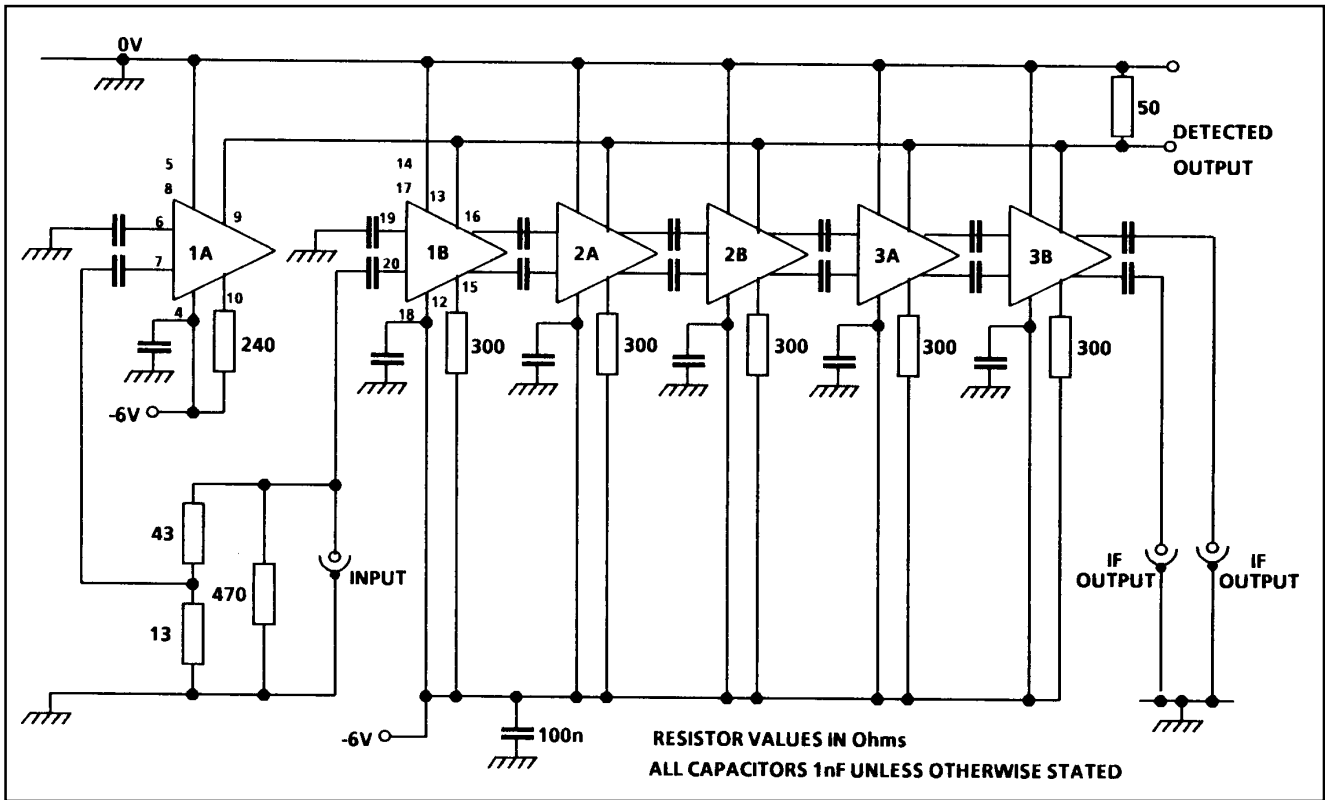 0V
50
DETECTED
OUTPUT
5
8
14
17
13
6
9
19
16
1A
1B
2A
2B
3A
3B
7
20
10
15
4
12
18
240
300
300
300
300
300
-6V
43
INPUT
470
13
IF
OUTPUT
IF
OUTPUT
-6V
100n
RESISTOR VALUES IN Ohms
ALL CAPACITORS 1nF UNLESS OTHERWISE STATED